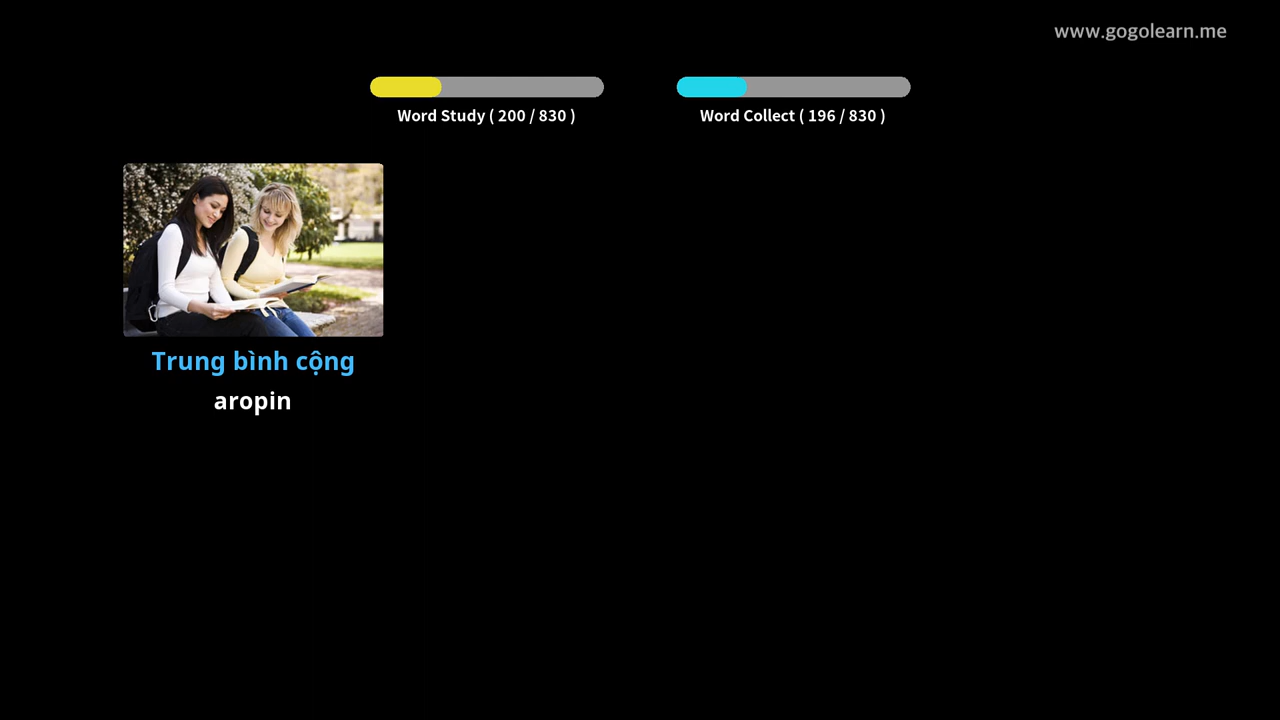 www.gogolearn.me
Word Study ( 200 / 830 )
Word Collect ( 196 / 830 )
Trung bình cộng
aropin